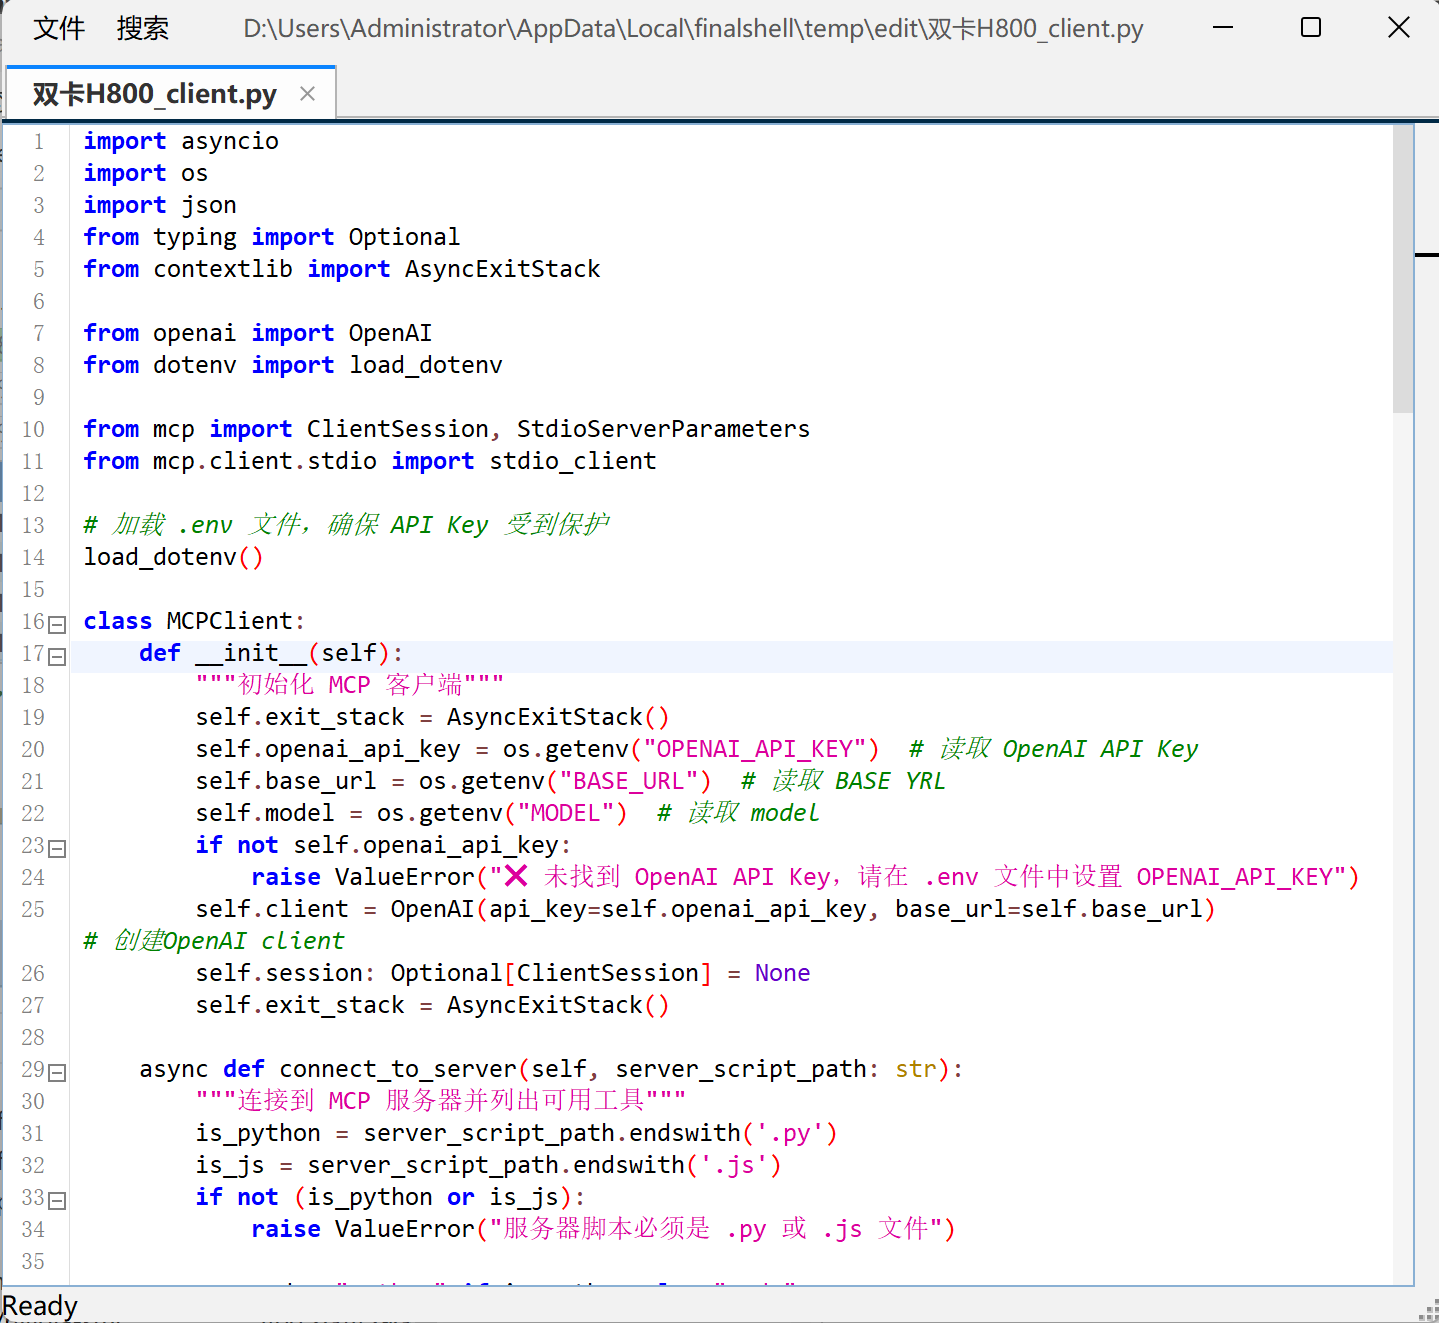 文件 搜索 D:\Users\Administrator\AppData\Local\finalshell\temp\edit\双卡H800_client.py
双卡H800_client.py
1 import asyncio
2 import os
3 import json
4 from typing import Optional
5 from contextlib import AsyncExitStack
6
7 from openai import OpenAI
8 from dotenv import load_dotenv
9
10 from mcp import ClientSession, StdioServerParameters
11 from mcp.client.stdio import stdio_client
12
13 # 加载 .env 文件，确保 API Key 受到保护
14 load_dotenv()
15
16 class MCPClient:
17     def __init__(self):
18         """初始化 MCP 客户端"""
19         self.exit_stack = AsyncExitStack()
20         self.openai_api_key = os.getenv("OPENAI_API_KEY")  # 读取 OpenAI API Key
21         self.base_url = os.getenv("BASE_URL")  # 读取 BASE YRL
22         self.model = os.getenv("MODEL")  # 读取 model
23         if not self.openai_api_key:
24             raise ValueError("❌ 未找到 OpenAI API Key，请在 .env 文件中设置 OPENAI_API_KEY")
25         self.client = OpenAI(api_key=self.openai_api_key, base_url=self.base_url)
# 创建OpenAI client
26         self.session: Optional[ClientSession] = None
27         self.exit_stack = AsyncExitStack()
28
29     async def connect_to_server(self, server_script_path: str):
30         """连接到 MCP 服务器并列出可用工具"""
31         is_python = server_script_path.endswith('.py')
32         is_js = server_script_path.endswith('.js')
33         if not (is_python or is_js):
34             raise ValueError("服务器脚本必须是 .py 或 .js 文件")
35
Ready